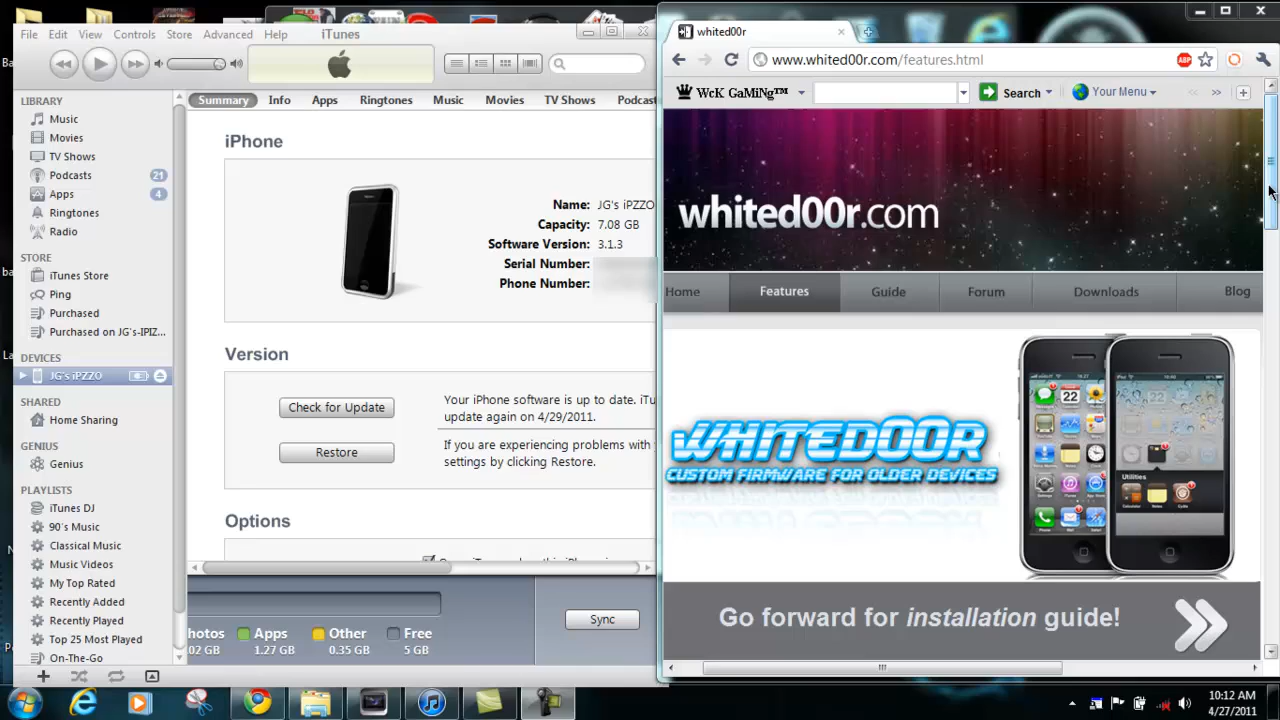 File Edit View Controls Store Advanced Help
iTunes
LIBRARY
Music
Movies
TV Shows
Podcasts 21
Apps 4
Ringtones
Radio
STORE
iTunes Store
Ping
Purchased
Purchased on JG's-IPIZ...
DEVICES
JG's iPZZO
SHARED
Home Sharing
GENIUS
Genius
PLAYLISTS
iTunes DJ
90's Music
Classical Music
Music Videos
My Top Rated
Recently Added
Recently Played
Top 25 Most Played
On-The-Go
Summary Info Apps Ringtones Music Movies TV Shows Podcast
iPhone
Name: JG's iPZZO
Capacity: 7.08 GB
Software Version: 3.1.3
Serial Number:
Phone Number:
Version
Check for Update
Your iPhone software is up to date. iTu
update again on 4/29/2011.
Restore
If you are experiencing problems with
settings by clicking Restore.
Options
hotos Apps Other Free
02 GB 1.27 GB 0.35 GB 5 GB
Sync
whited00r
www.whited00r.com/features.html
ABP
WcK GaMiNg™ Search Your Menu
whited00r.com
Home Features Guide Forum Downloads Blog
WHITED00R
CUSTOM FIRMWARE FOR OLDER DEVICES
22
Utilities
Go forward for installation guide!
10:12 AM
4/27/2011